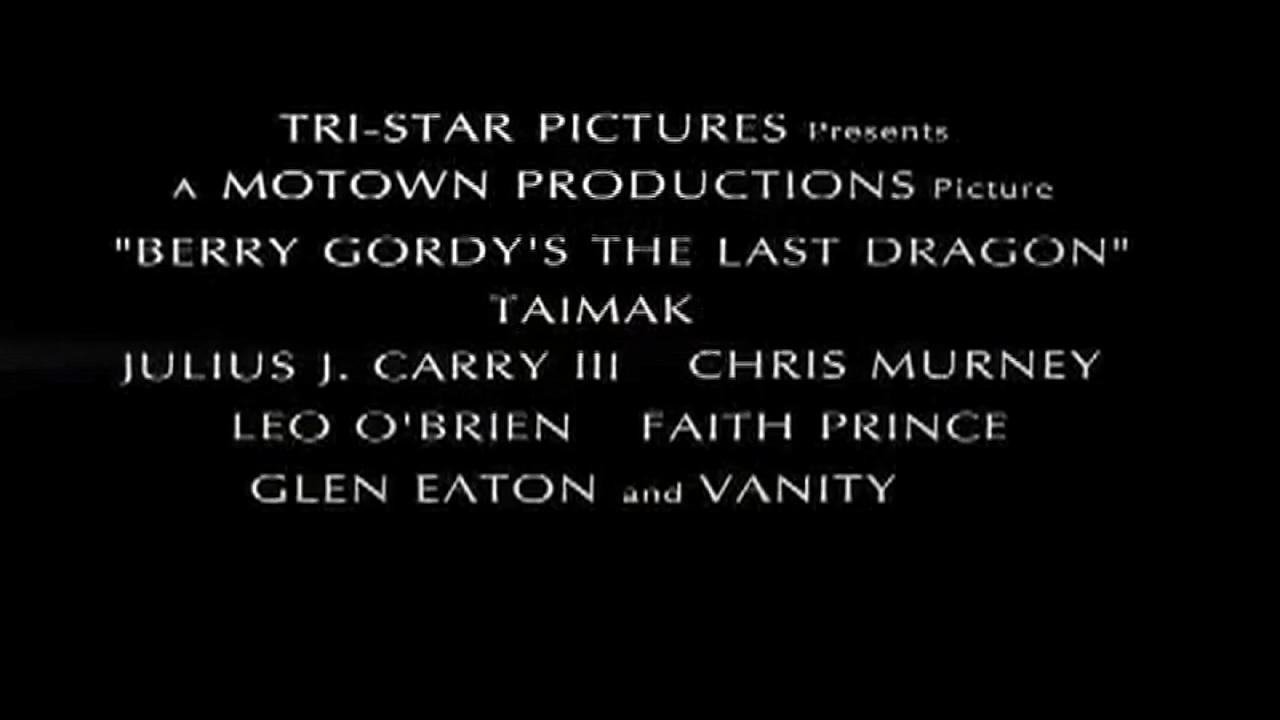 TRI-STAR PICTURES Presents
A MOTOWN PRODUCTIONS Picture
"BERRY GORDY'S THE LAST DRAGON"
TAIMAK
JULIUS J. CARRY III CHRIS MURNEY
LEO O'BRIEN FAITH PRINCE
GLEN EATON and VANITY